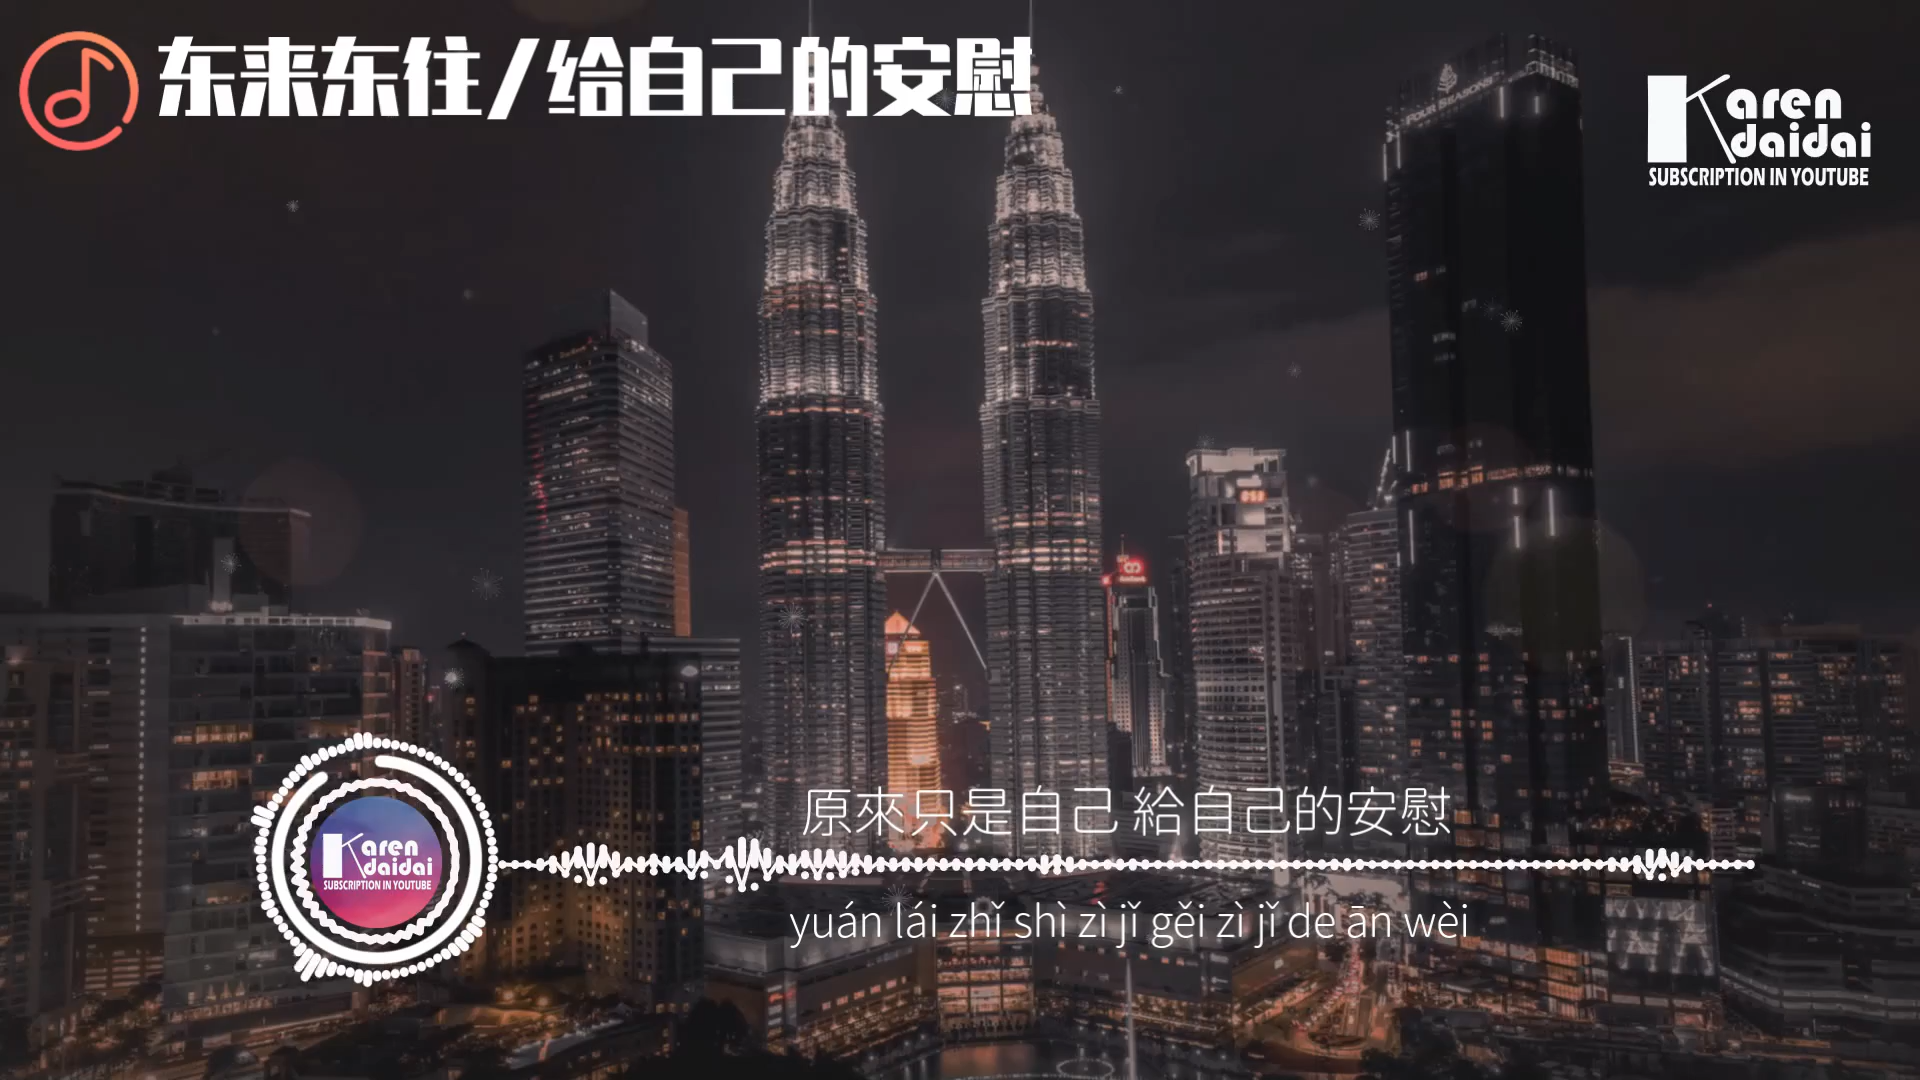 东来东往/给自己的安慰
Karen
daidai
SUBSCRIPTION IN YOUTUBE
FOUR SEASONS
原來只是自己 給自己的安慰
Karen
daidai
SUBSCRIPTION IN YOUTUBE
yuán lái zhǐ shì zì jǐ gěi zì jǐ de ān wèi